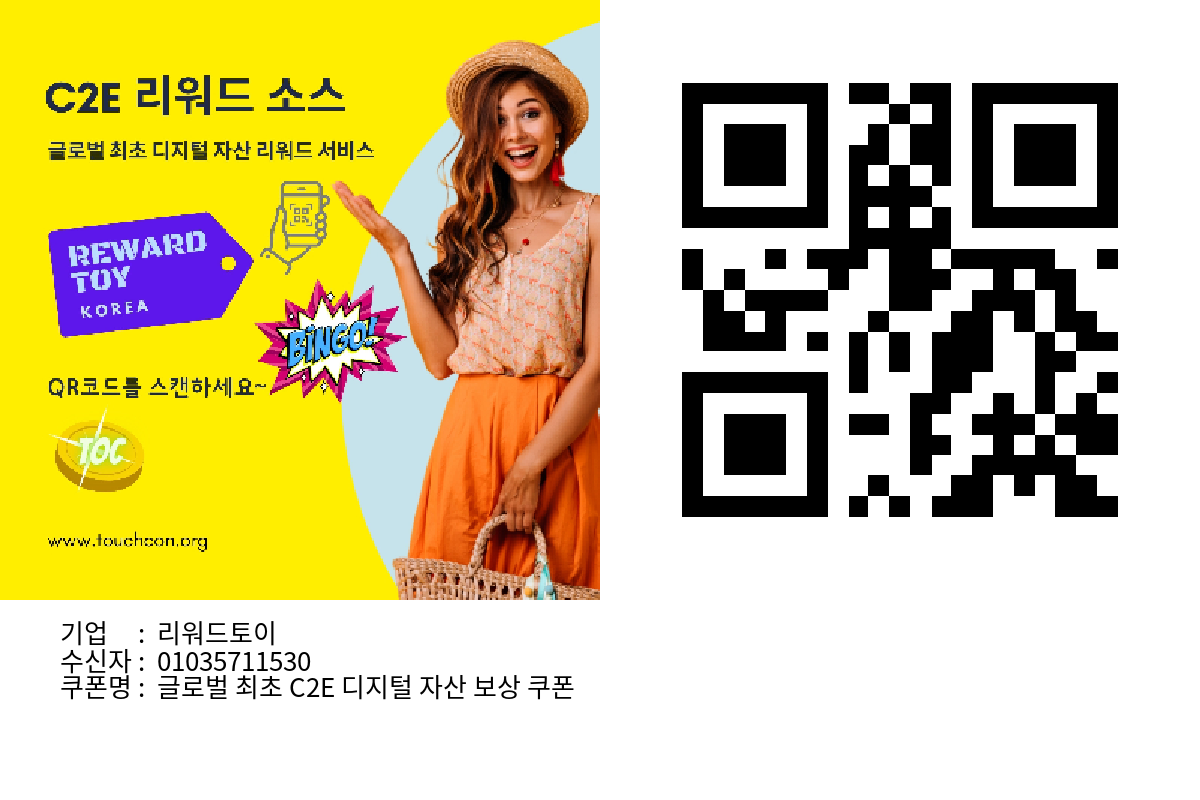 C2E 리워드 소스
글로벌 최초 디지털 자산 리워드 서비스
REWARD
TOY
KOREA
BINGO!
QR코드를 스캔하세요~
TOC
www.touchcon.org
기업 : 리워드토이
수신자 : 01035711530
쿠폰명 : 글로벌 최초 C2E 디지털 자산 보상 쿠폰